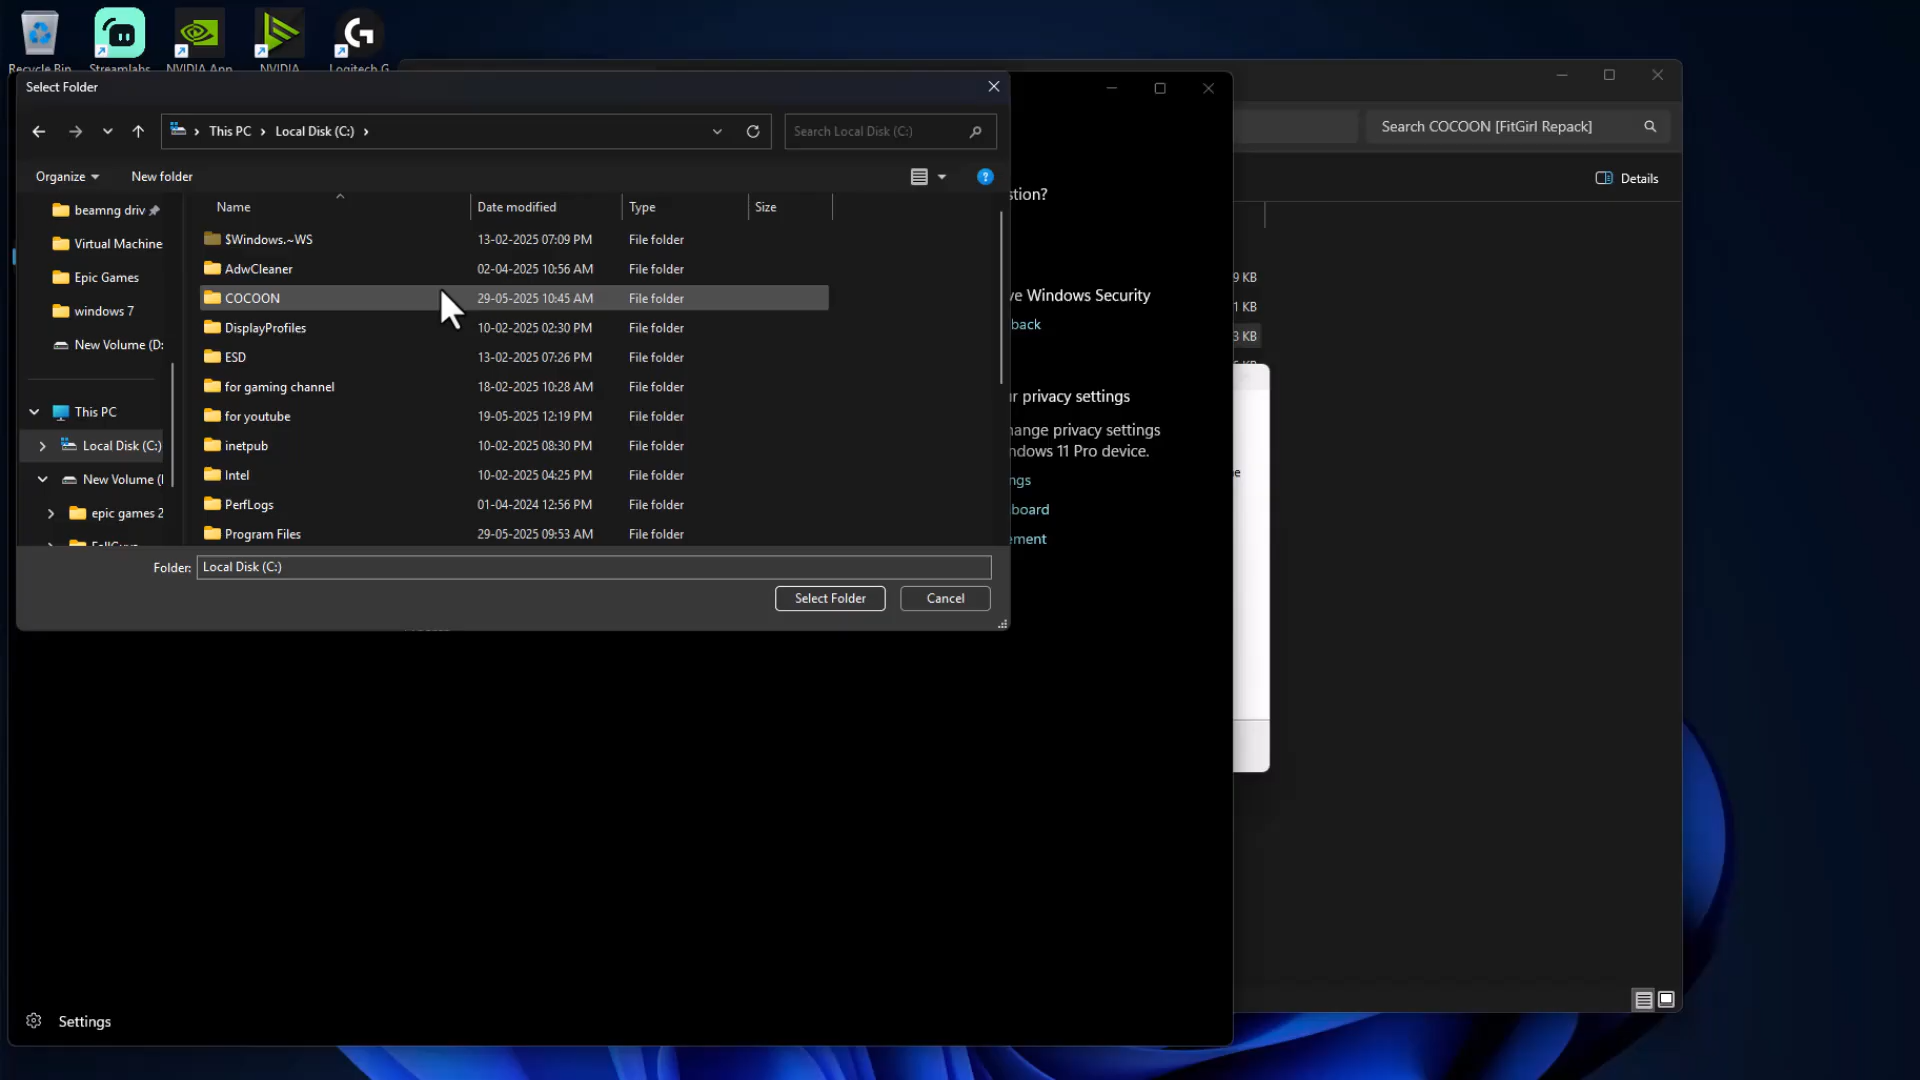 Recycle Bin
Streamlabs
NVIDIA App
NVIDIA
Logitech G
Select Folder
This PC > Local Disk (C:) >
Search Local Disk (C:)
Search COCOON [FitGirl Repack]
Organize
New folder
Details
Name
Date modified
Type
Size
$Windows.~WS 13-02-2025 07:09 PM File folder
AdwCleaner 02-04-2025 10:56 AM File folder
COCOON 29-05-2025 10:45 AM File folder
DisplayProfiles 10-02-2025 02:30 PM File folder
ESD 13-02-2025 07:26 PM File folder
for gaming channel 18-02-2025 10:28 AM File folder
for youtube 19-05-2025 12:19 PM File folder
inetpub 10-02-2025 08:30 PM File folder
Intel 10-02-2025 04:25 PM File folder
PerfLogs 01-04-2024 12:56 PM File folder
Program Files 29-05-2025 09:53 AM File folder
beamng driv
Virtual Machine
Epic Games
windows 7
New Volume (D:
This PC
Local Disk (C:)
New Volume (
epic games 2
Folder: Local Disk (C:)
Select Folder
Cancel
stion?
ve Windows Security
back
r privacy settings
hange privacy settings
ndows 11 Pro device.
ngs
board
ement
9 KB
1 KB
3 KB
Settings